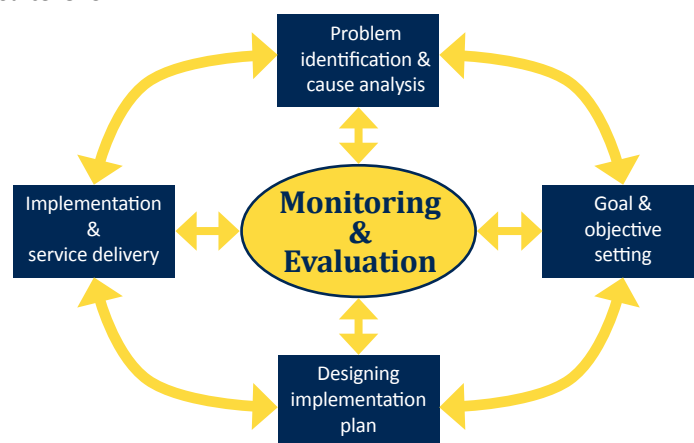 Problem
identification &
cause analysis
Implementation
&
service delivery
Monitoring
&
Evaluation
Goal &
objective
setting
Designing
implementation
plan